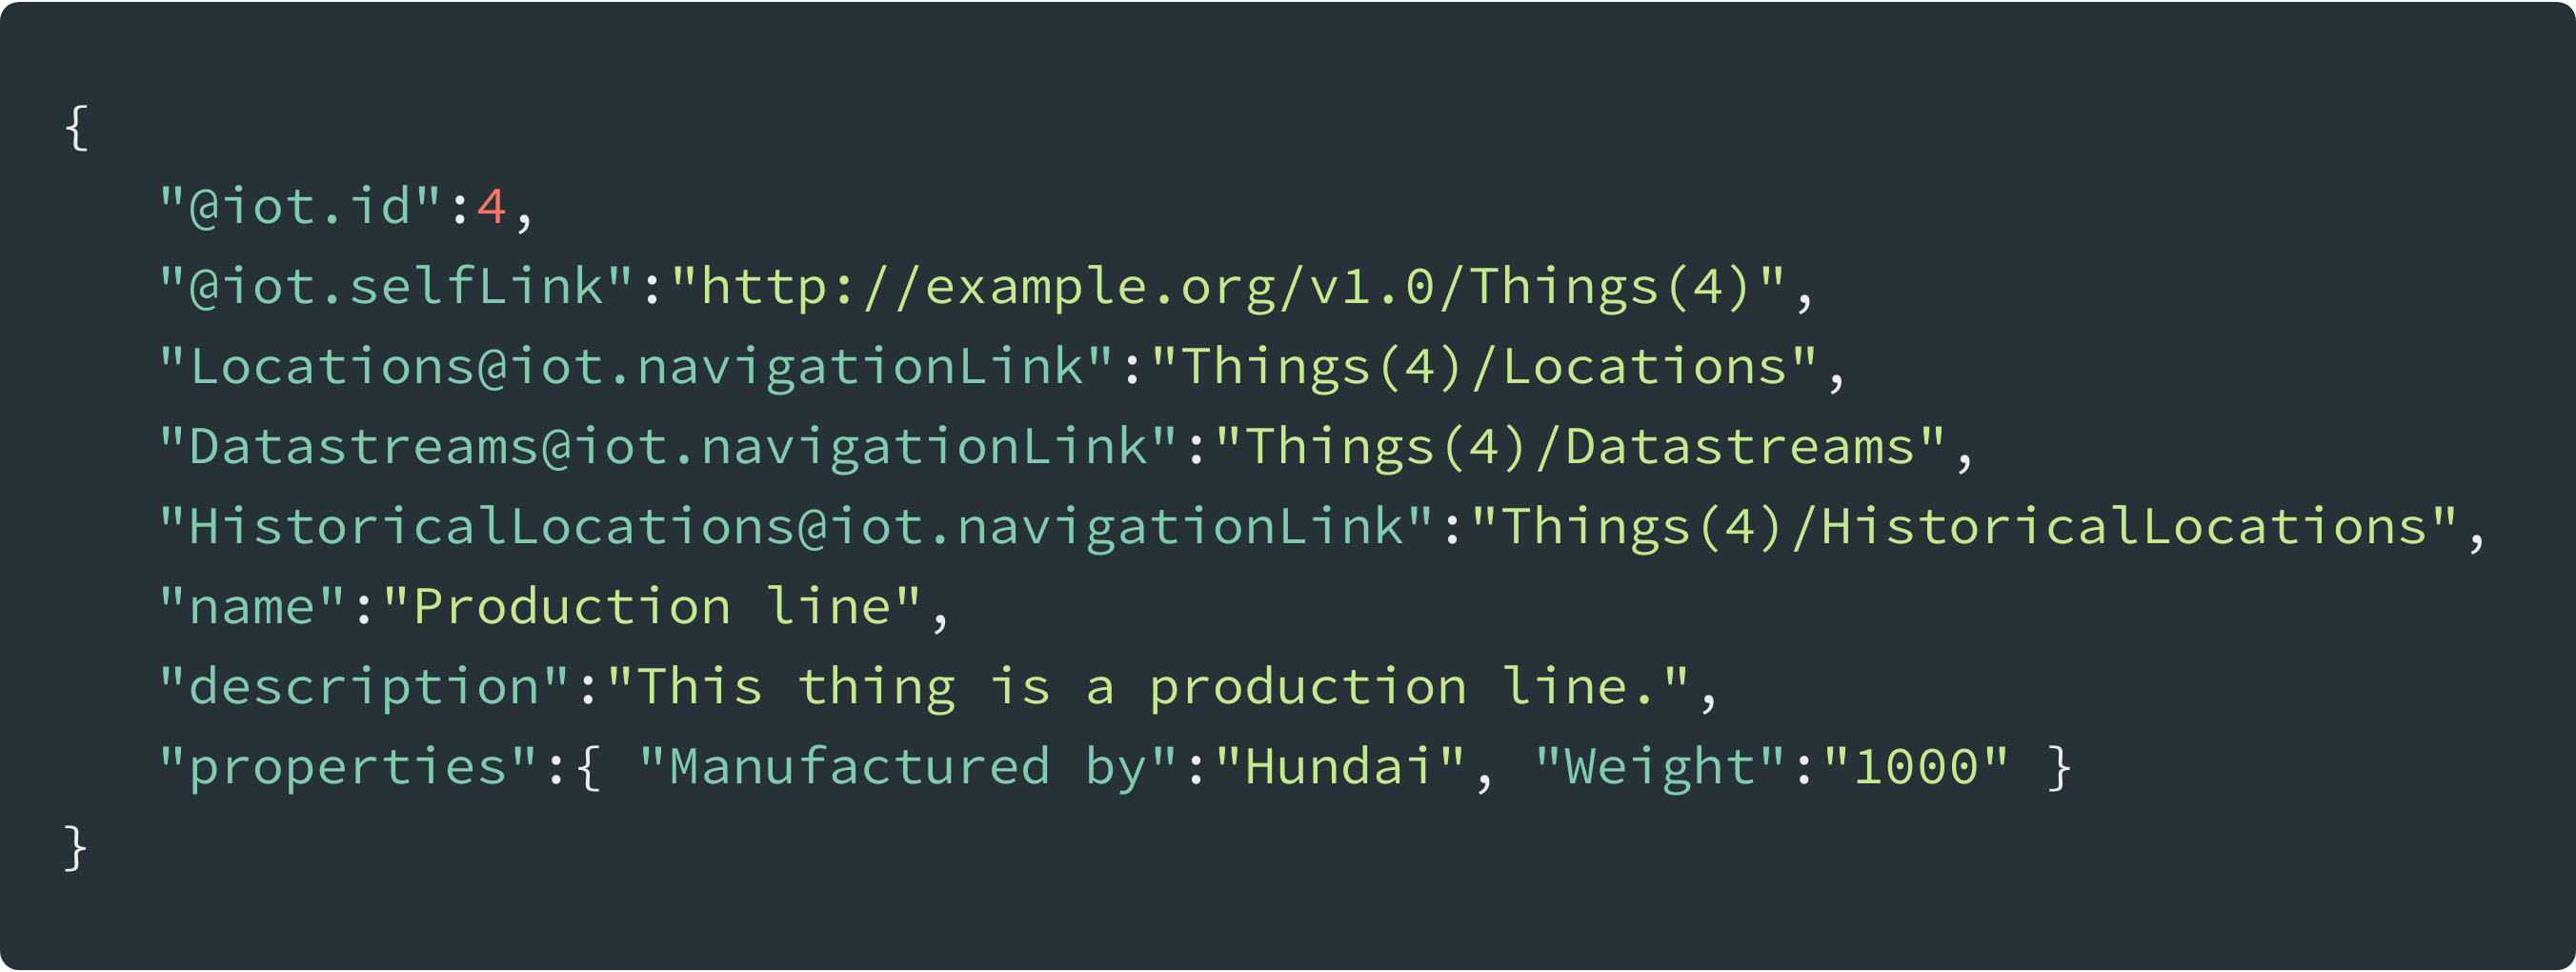 {
"@iot.id":4,
"@iot.selfLink":"http://example.org/v1.0/Things(4)",
"Locations@iot.navigationLink":"Things(4)/Locations",
"Datastreams@iot.navigationLink":"Things(4)/Datastreams",
"HistoricalLocations@iot.navigationLink":"Things(4)/HistoricalLocations",
"name":"Production line",
"description":"This thing is a production line.",
"properties":{ "Manufactured by":"Hundai", "Weight":"1000" }
}